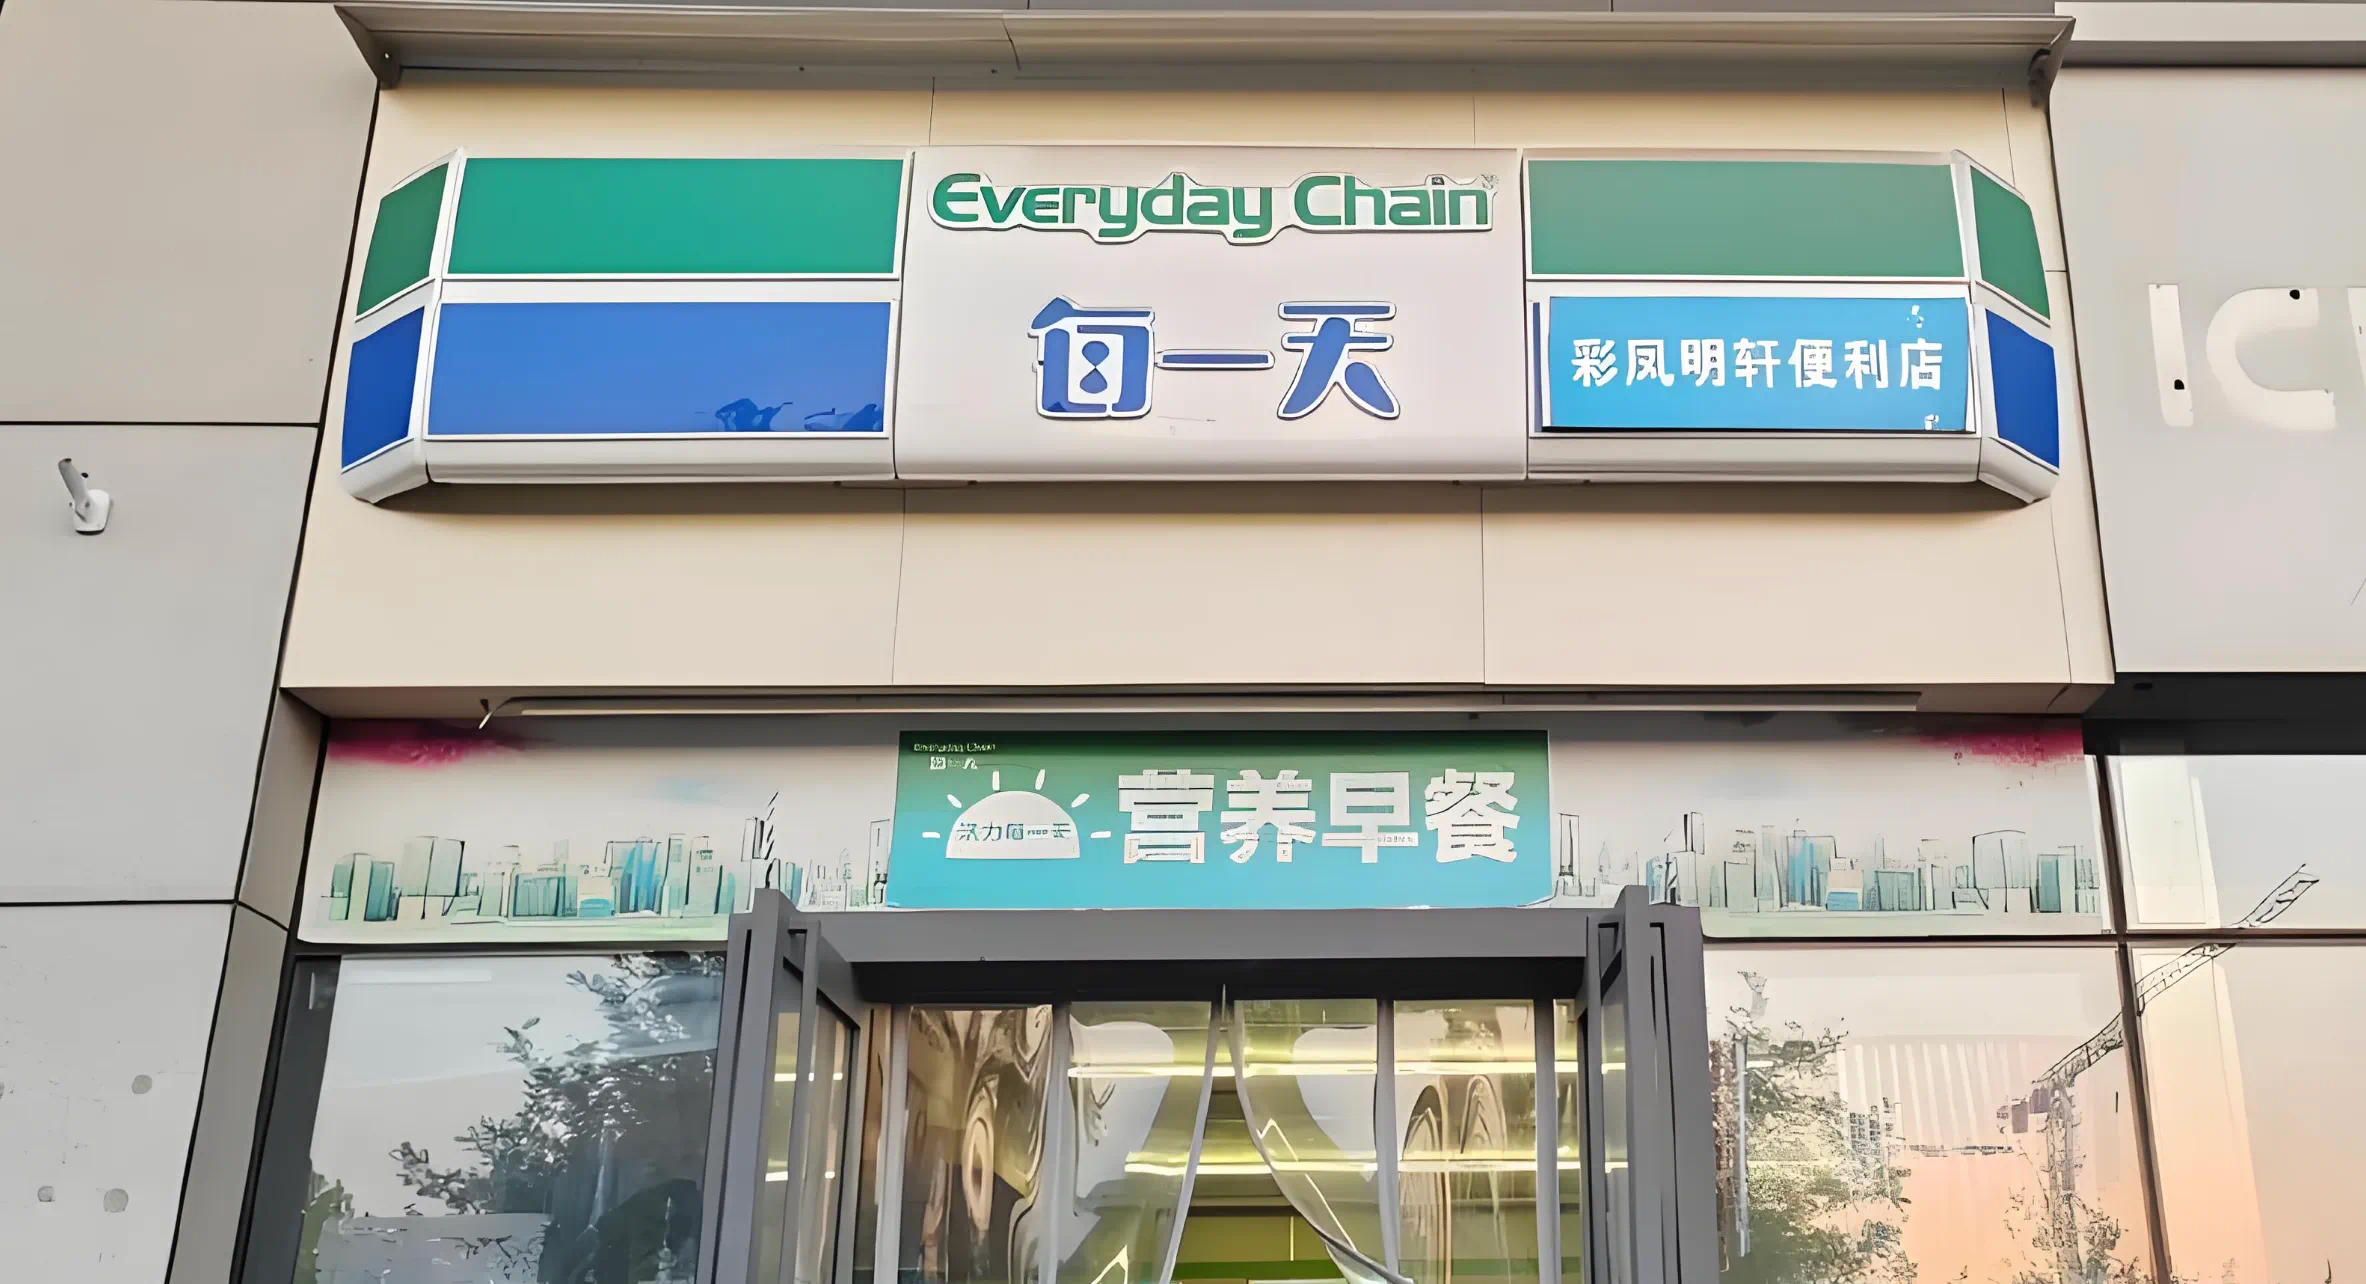 Everyday Chain
每一天
彩凤明轩便利店
营养早餐